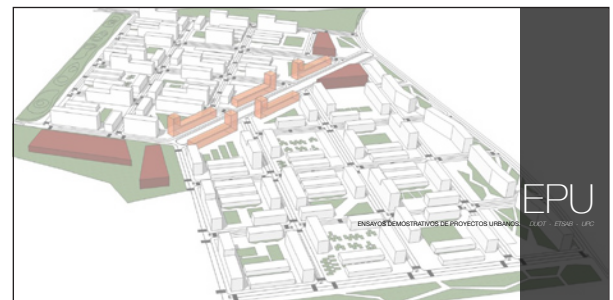 EPU
ENSAYOS DEMOSTRATIVOS DE PROYECTOS URBANOS. DUOT - ETSAB - UPC